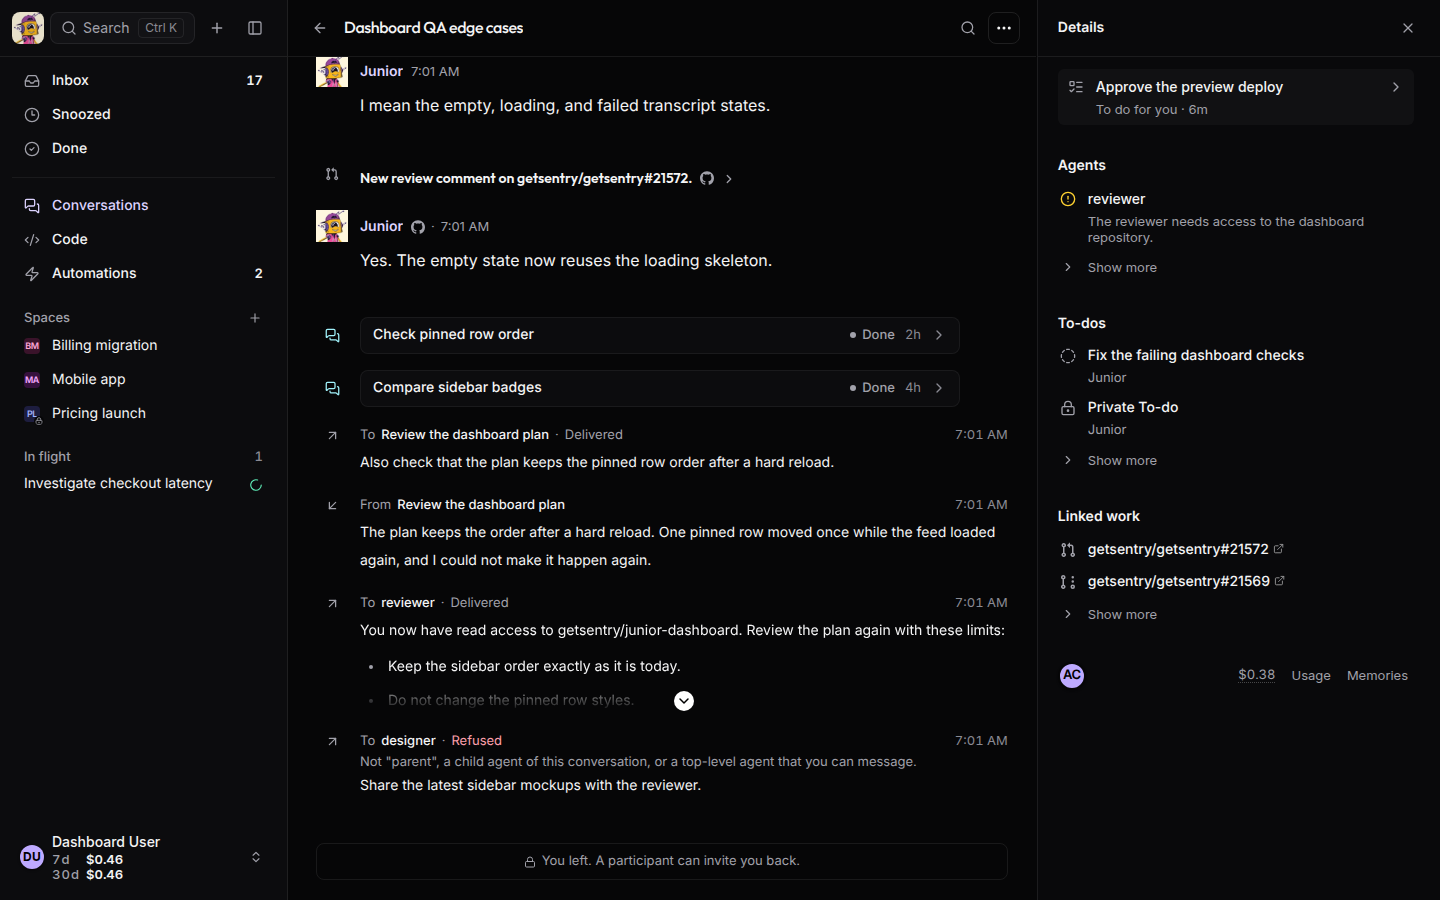 Search Ctrl K
Inbox 17
Snoozed
Done
Conversations
Code
Automations 2
Spaces
BM Billing migration
MA Mobile app
PL Pricing launch
In flight 1
Investigate checkout latency
DU Dashboard User
7d $0.46
30d $0.46
Dashboard QA edge cases
Junior 7:01 AM
I mean the empty, loading, and failed transcript states.
New review comment on getsentry/getsentry#21572.
Junior · 7:01 AM
Yes. The empty state now reuses the loading skeleton.
Check pinned row order Done 2h
Compare sidebar badges Done 4h
To Review the dashboard plan · Delivered 7:01 AM
Also check that the plan keeps the pinned row order after a hard reload.
From Review the dashboard plan 7:01 AM
The plan keeps the order after a hard reload. One pinned row moved once while the feed loaded
again, and I could not make it happen again.
To reviewer · Delivered 7:01 AM
You now have read access to getsentry/junior-dashboard. Review the plan again with these limits:
• Keep the sidebar order exactly as it is today.
• Do not change the pinned row styles.
To designer · Refused 7:01 AM
Not "parent", a child agent of this conversation, or a top-level agent that you can message.
Share the latest sidebar mockups with the reviewer.
You left. A participant can invite you back.
Details
Approve the preview deploy
To do for you · 6m
Agents
reviewer
The reviewer needs access to the dashboard
repository.
Show more
To-dos
Fix the failing dashboard checks
Junior
Private To-do
Junior
Show more
Linked work
getsentry/getsentry#21572
getsentry/getsentry#21569
Show more
AC $0.38 Usage Memories